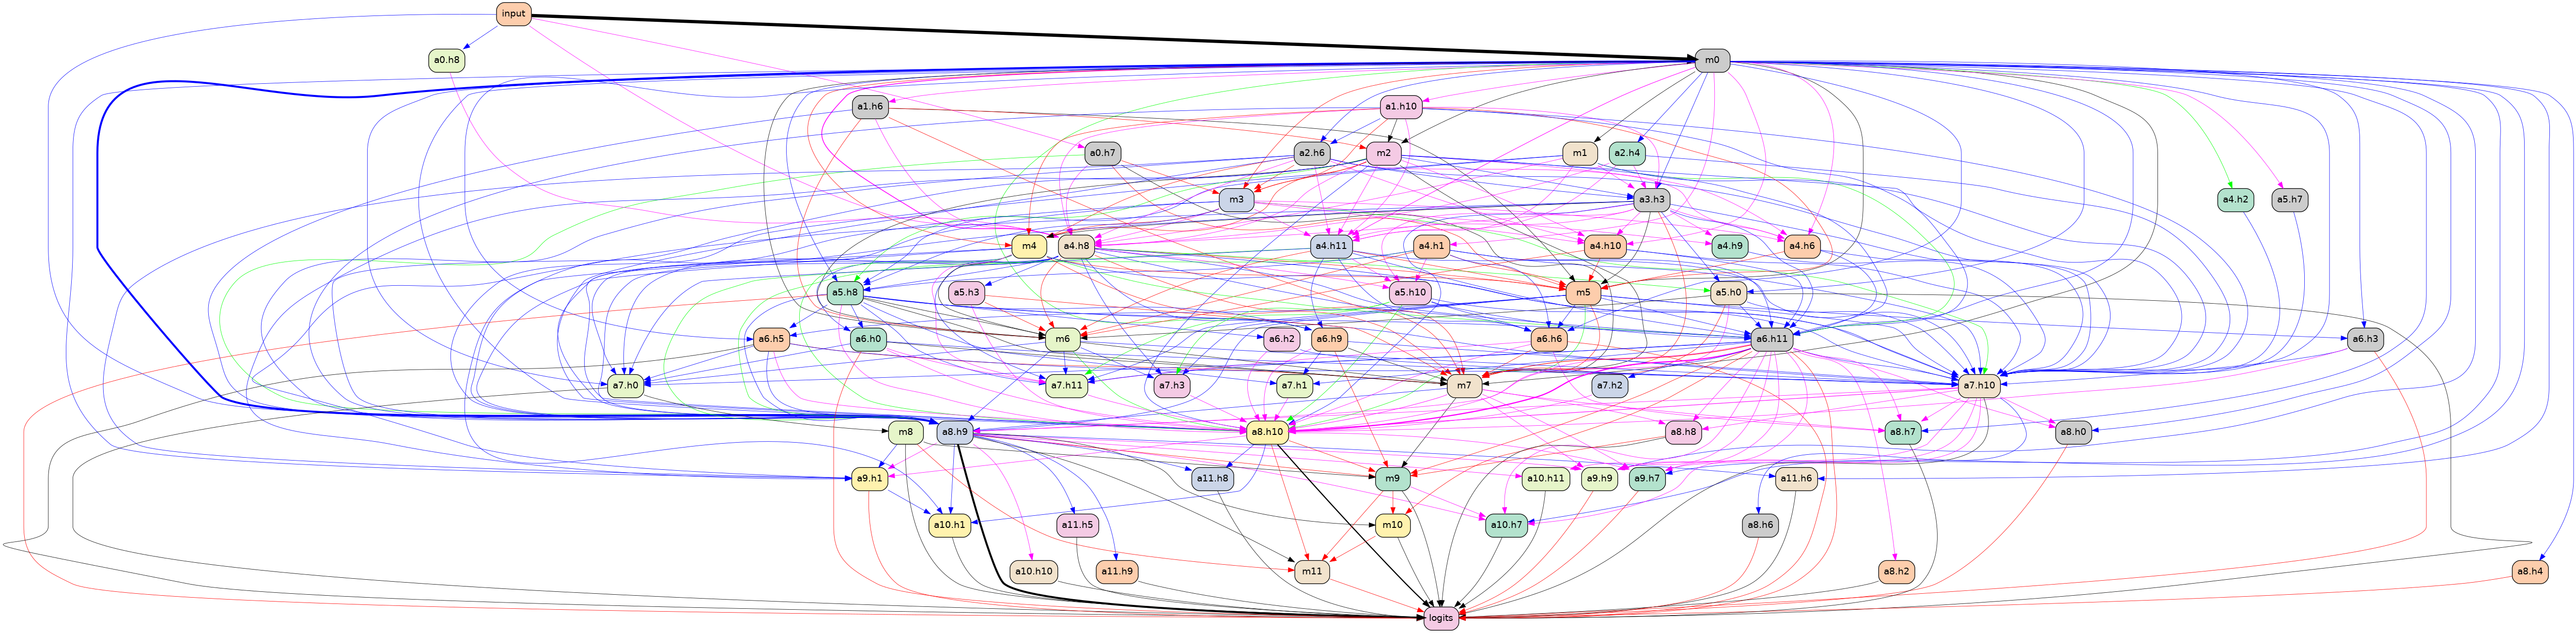 input
a0.h8 m0
a1.h6 a1.h10
a0.h7 a2.h6 m2 m1 a2.h4
m3 a3.h3 a4.h2 a5.h7
m4 a4.h8 a4.h11 a4.h1 a4.h10 a4.h9 a4.h6
a5.h8 a5.h3 a5.h10 m5 a5.h0
a6.h5 a6.h0 m6 a6.h2 a6.h9 a6.h6 a6.h11 a6.h3
a7.h0 a7.h11 a7.h3 a7.h1 m7 a7.h2 a7.h10
m8 a8.h9 a8.h10 a8.h8 a8.h7 a8.h0
a9.h1 a11.h8 m9 a10.h11 a9.h9 a9.h7 a11.h6
a10.h1 a11.h5 m10 a10.h7 a8.h6
a10.h10 a11.h9 m11 a8.h2 a8.h4
logits